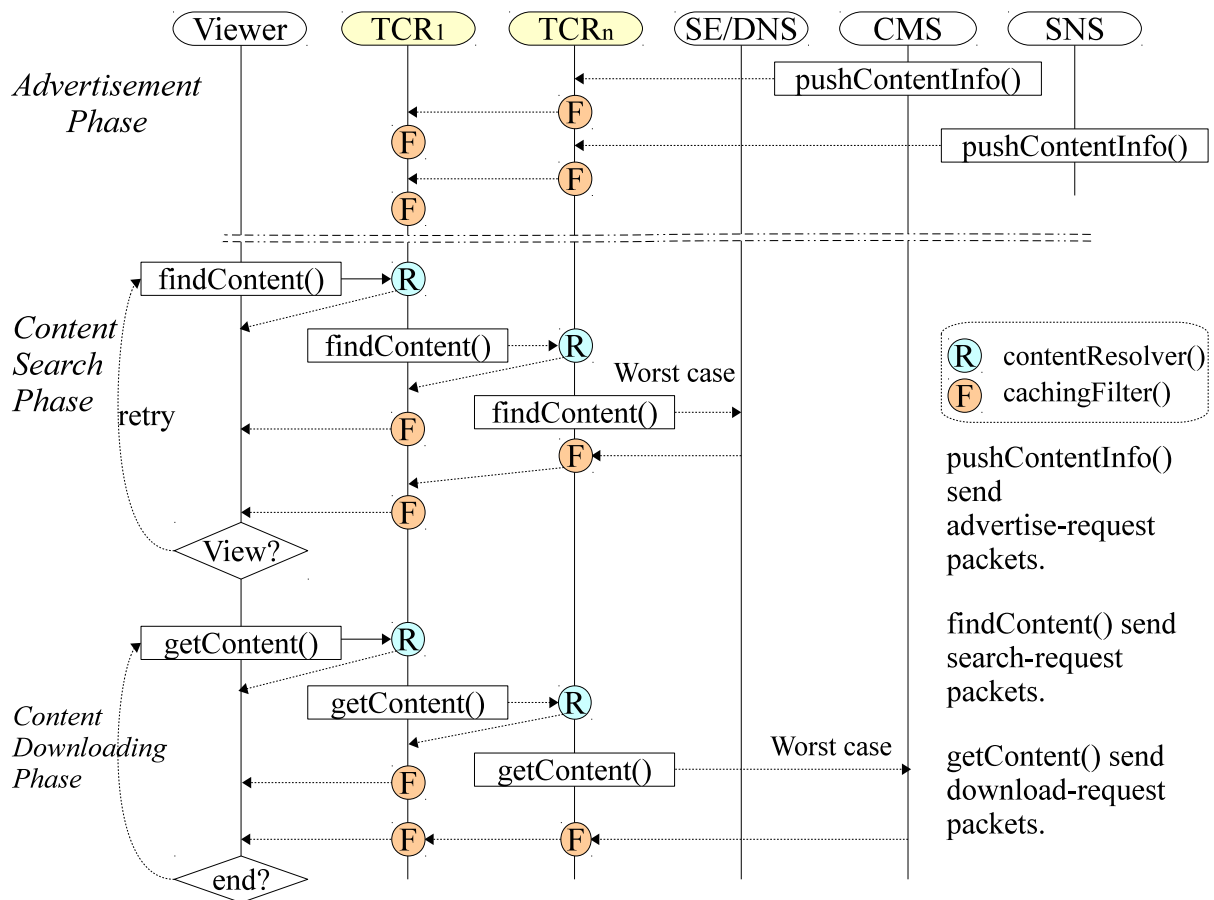 Viewer
TCR1
TCRn
SE/DNS
CMS
SNS
Advertisement
Phase
pushContentInfo()
F
F
pushContentInfo()
F
F
findContent()
R
Content
Search
Phase
retry
findContent()
R
Worst case
findContent()
F
F
F
View?
R
contentResolver()
F
cachingFilter()
pushContentInfo()
send
advertise-request
packets.
findContent() send
search-request
packets.
getContent() send
download-request
packets.
getContent()
R
Content
Downloading
Phase
getContent()
R
Worst case
getContent()
F
F
F
end?